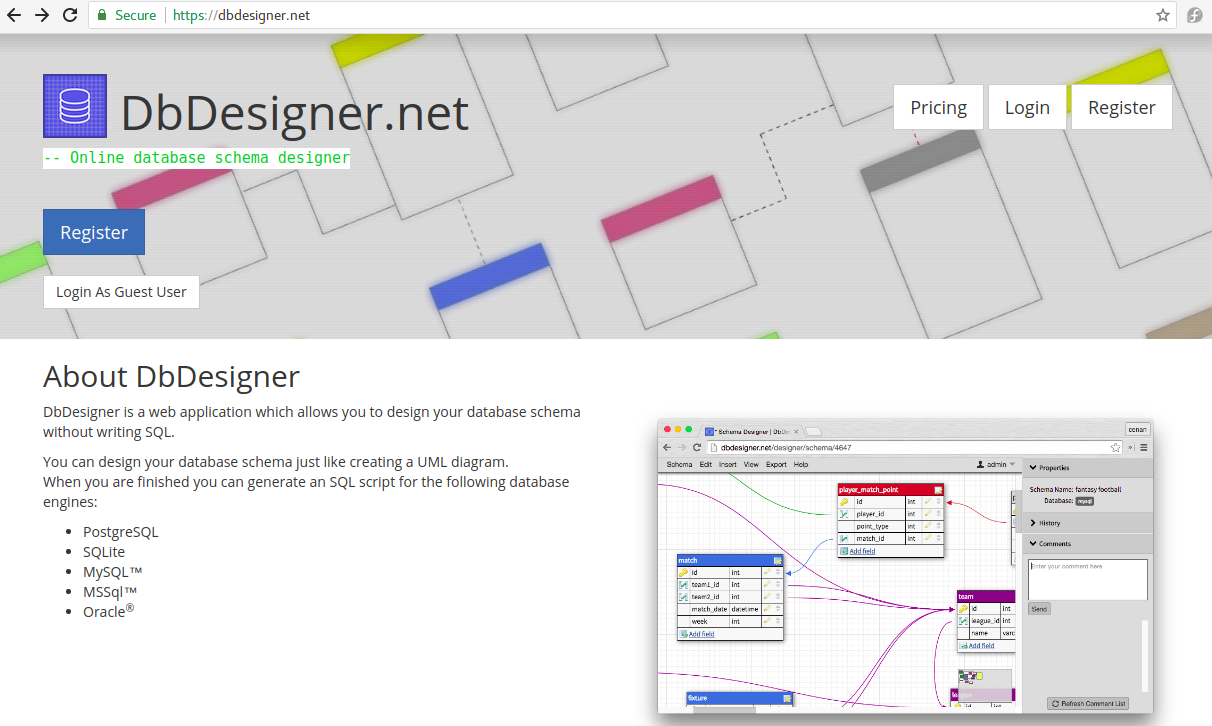 Secure https://dbdesigner.net
DbDesigner.net
Pricing Login Register
-- Online database schema designer
Register
Login As Guest User
About DbDesigner
DbDesigner is a web application which allows you to design your database schema
without writing SQL.
You can design your database schema just like creating a UML diagram.
When you are finished you can generate an SQL script for the following database
engines:
PostgreSQL
SQLite
MySQL™
MSSql™
Oracle®
* Schema Designer | DbDe
cenan
dbdesigner.net/designer/schema/4647
Schema Edit Insert View Export Help admin
Properties
Schema Name: fantasy football
Database: mysql
History
Comments
Enter your comment here
Send
Refresh Comment List
player_match_point
id int
player_id int
point_type int
match_id int
Add field
match
id int
team1_id int
team2_id int
match_date datetime
week int
Add field
team
id int
league_id int
name varc
Add field
fixture
id int